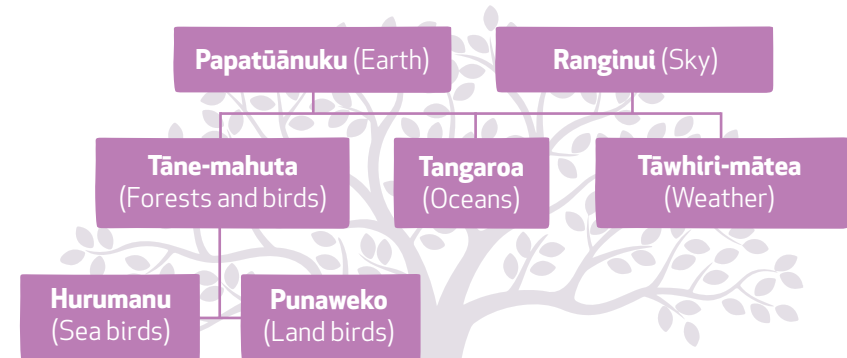 Papatūānuku (Earth)
Ranginui (Sky)
Tāne-mahuta
(Forests and birds)
Tangaroa
(Oceans)
Tāwhiri-mātea
(Weather)
Hurumanu
(Sea birds)
Punaweko
(Land birds)